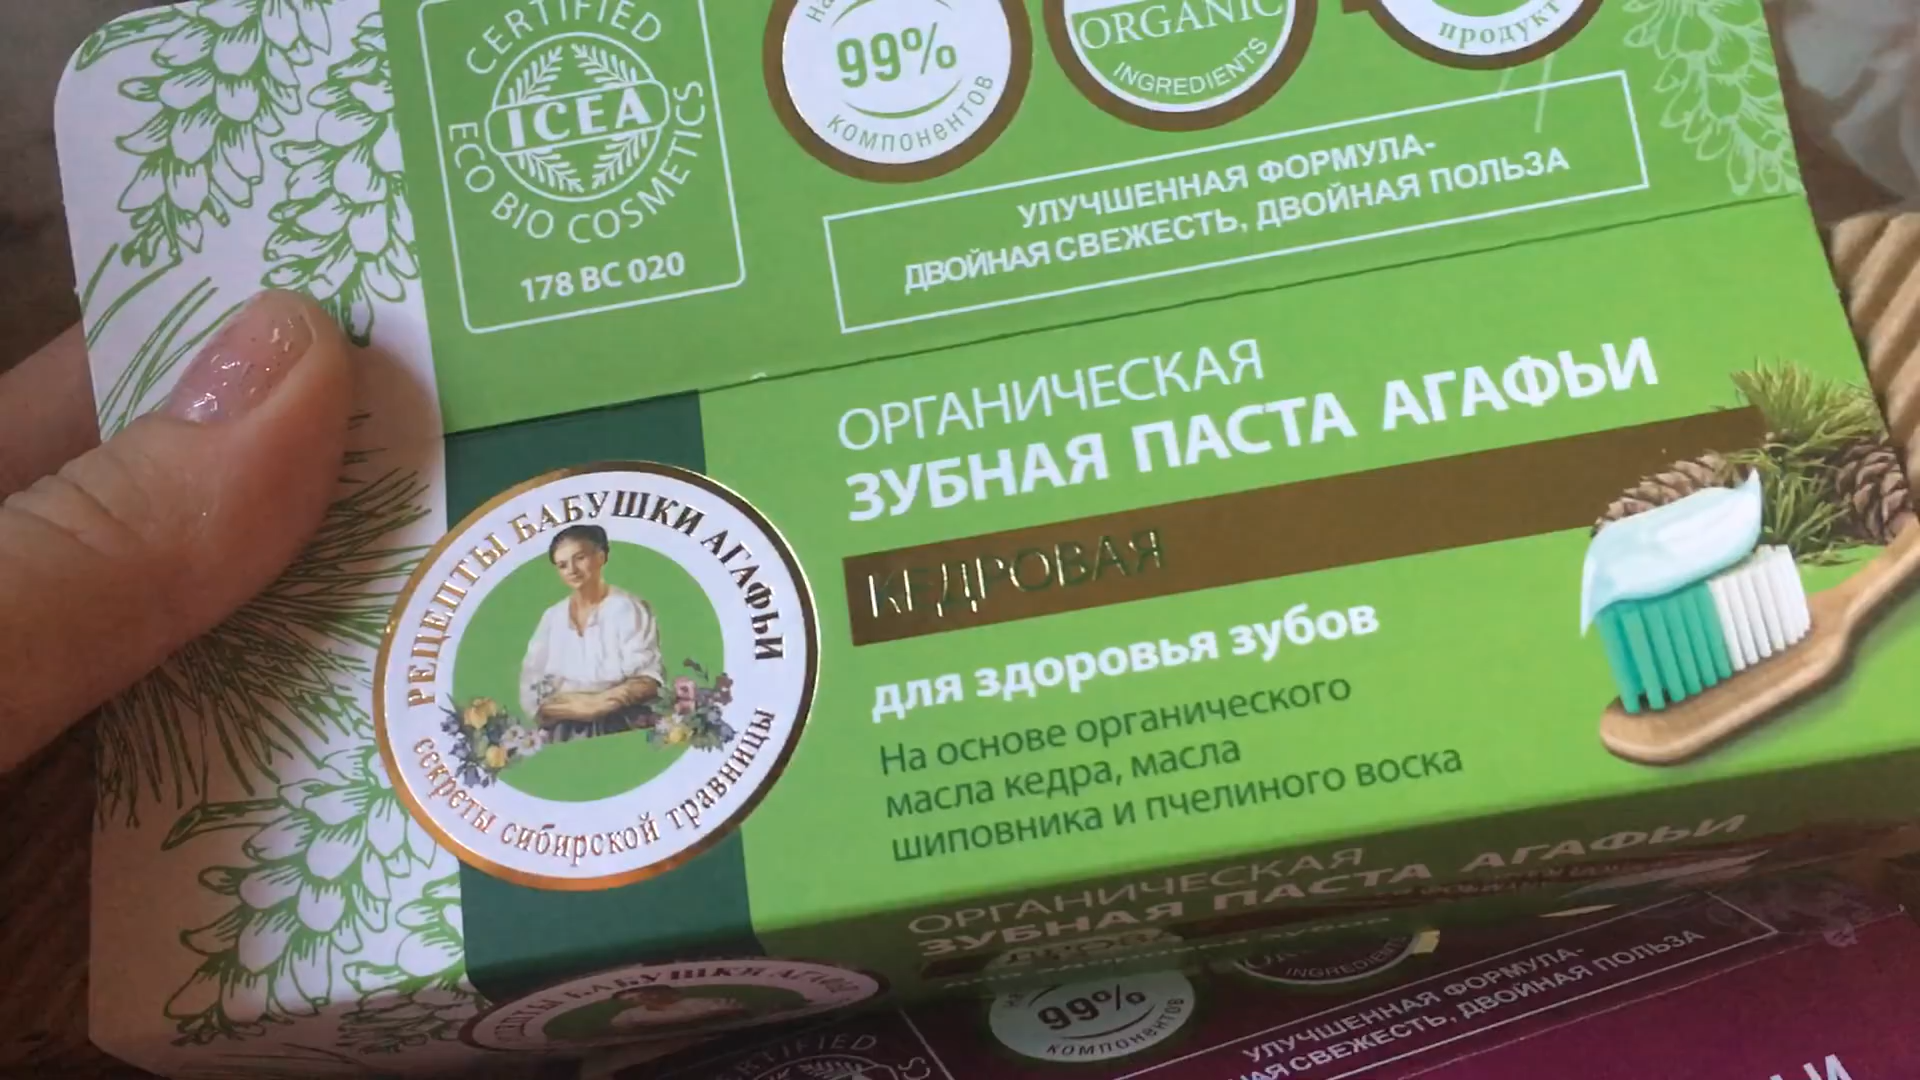 CERTIFIED
ICEA
ECO BIO COSMETICS
178 BC 020
99%
компонентов
ORGANIC
INGREDIENTS
продукт
УЛУЧШЕННАЯ ФОРМУЛА-
ДВОЙНАЯ СВЕЖЕСТЬ, ДВОЙНАЯ ПОЛЬЗА
ОРГАНИЧЕСКАЯ
ЗУБНАЯ ПАСТА АГАФЬИ
КЕДРОВАЯ
для здоровья зубов
На основе органического
масла кедра, масла
шиповника и пчелиного воска
РЕЦЕПТЫ БАБУШКИ АГАФЬИ
секреты сибирской травницы
ОРГАНИЧЕСКАЯ
ЗУБНАЯ ПАСТА АГАФЬИ
БАБУШКИ
99%
компонентов
УЛУЧШЕННАЯ ФОРМУЛА-
СВЕЖЕСТЬ, ДВОЙНАЯ ПОЛЬЗА